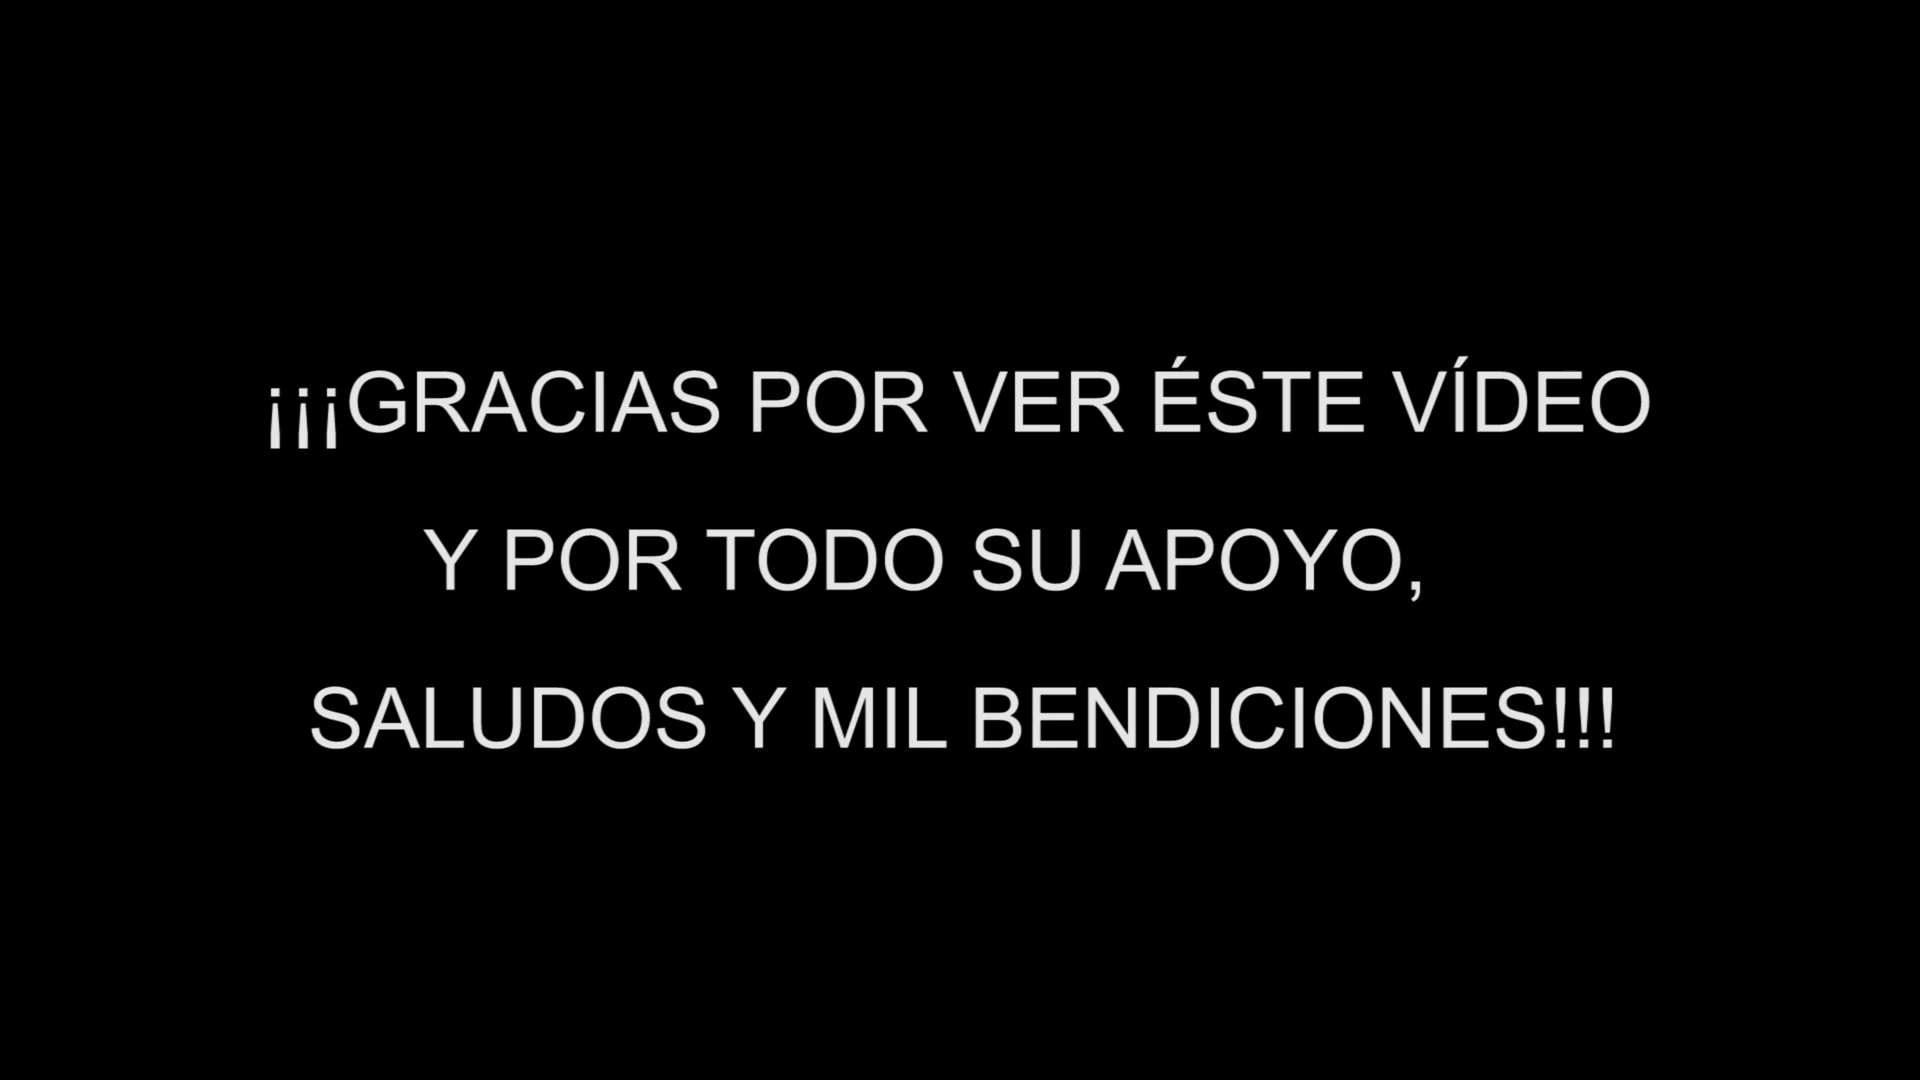 ¡¡¡GRACIAS POR VER ÉSTE VÍDEO
Y POR TODO SU APOYO,
SALUDOS Y MIL BENDICIONES!!!